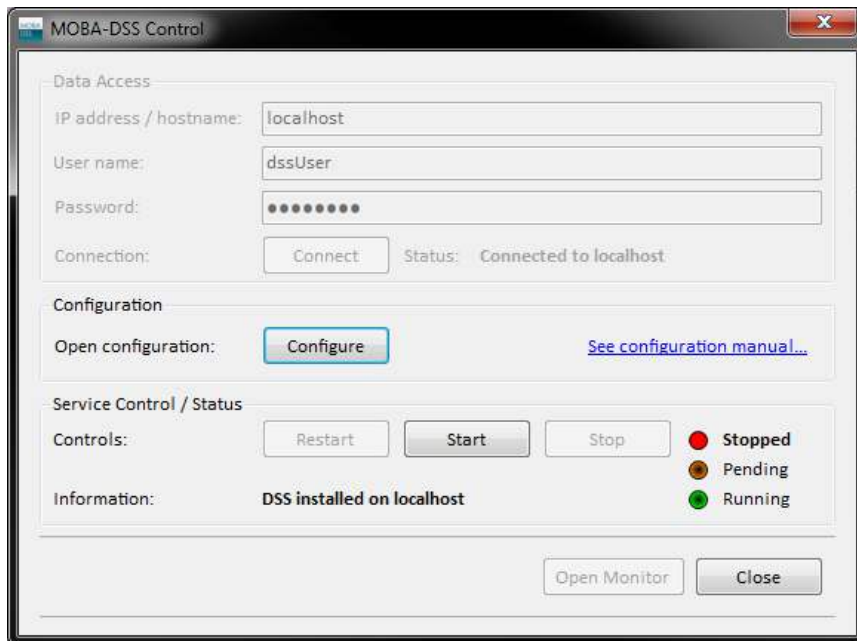 MOBA-DSS Control
Data Access
IP address / hostname: localhost
User name: dssUser
Password: ●●●●●●●●
Connection: Connect Status: Connected to localhost
Configuration
Open configuration: Configure See configuration manual...
Service Control / Status
Controls: Restart Start Stop Stopped
Pending
Information: DSS installed on localhost Running
Open Monitor Close